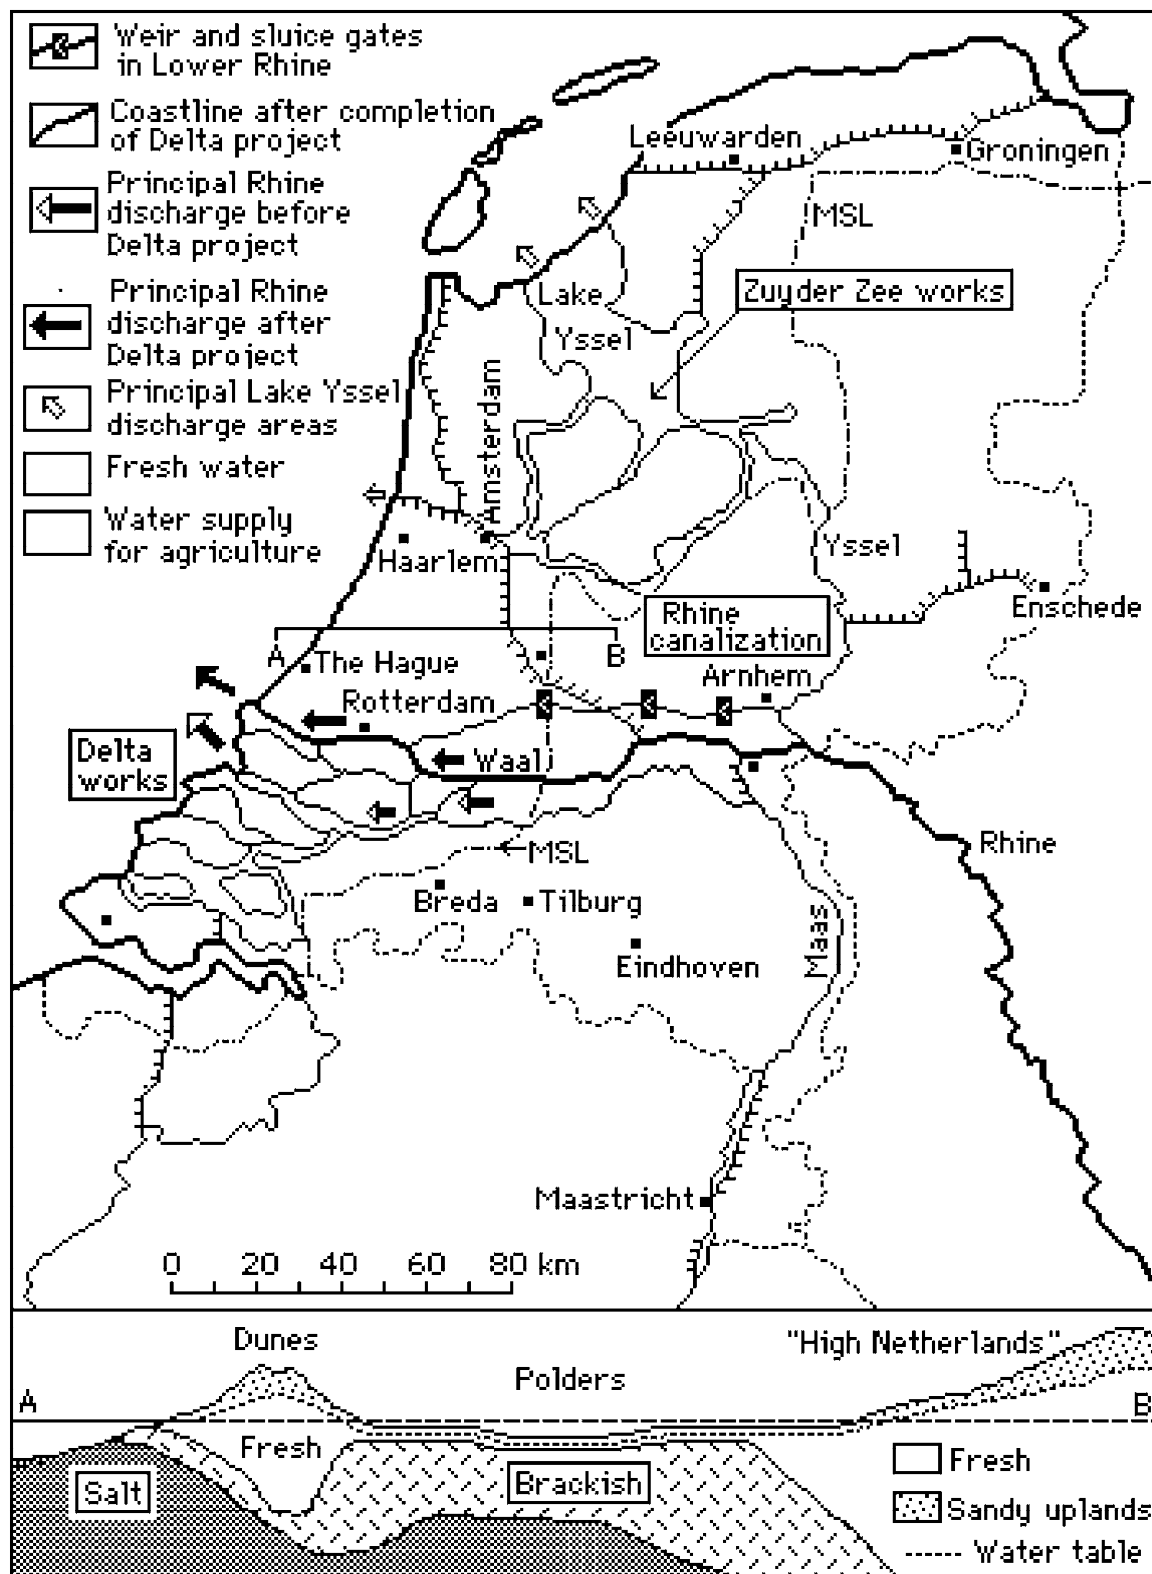 Weir and sluice gates
in Lower Rhine
Coastline after completion
of Delta project
Principal Rhine
discharge before
Delta project
Principal Rhine
discharge after
Delta project
Principal Lake Yssel
discharge areas
Fresh water
Water supply
for agriculture
Leeuwarden
Groningen
MSL
Zuyder Zee works
Lake
Yssel
Amsterdam
Haarlem
Yssel
Enschede
Rhine
canalization
A
B
The Hague
Arnhem
Rotterdam
Delta
works
Waal
Rhine
MSL
Breda
Tilburg
Maas
Eindhoven
Maastricht
0 20 40 60 80 km
Dunes
"High Netherlands"
Polders
A
B
Fresh
Salt
Brackish
Fresh
Sandy uplands
Water table